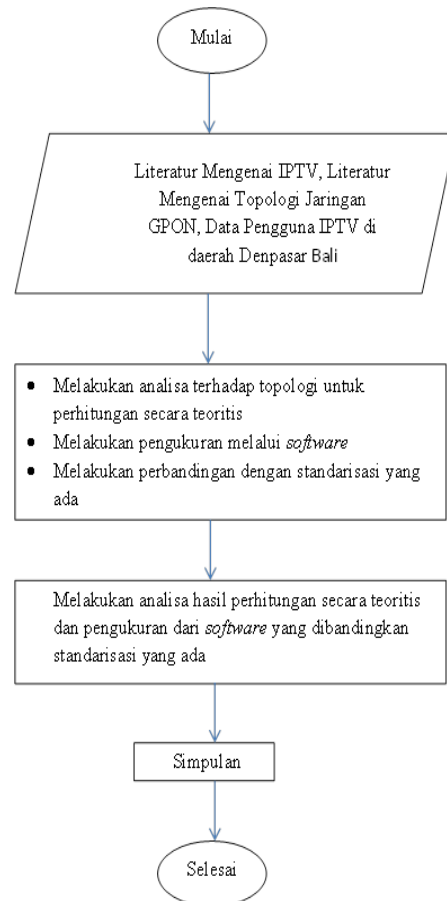 Mulai
Literatur Mengenai IPTV, Literatur
Mengenai Topologi Jaringan
GPON, Data Pengguna IPTV di
daerah Denpasar Bali
• Melakukan analisa terhadap topologi untuk
perhitungan secara teoritis
• Melakukan pengukuran melalui software
• Melakukan perbandingan dengan standarisasi yang
ada
Melakukan analisa hasil perhitungan secara teoritis
dan pengukuran dari software yang dibandingkan
standarisasi yang ada
Simpulan
Selesai